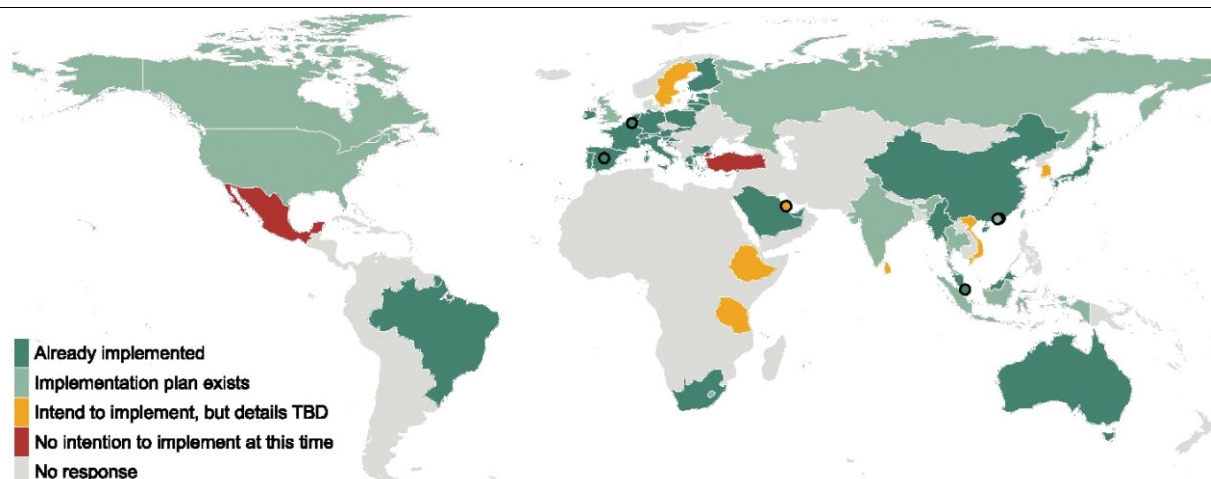 Already implemented
Implementation plan exists
Intend to implement, but details TBD
No intention to implement at this time
No response